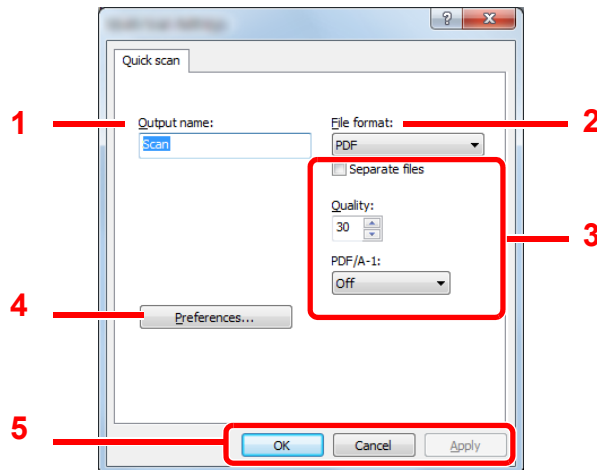 Quick scan
1
Output name:
Scan
File format:
2
PDF
Separate files
Quality:
30
3
PDF/A-1:
Off
4
Preferences...
5
OK
Cancel
Apply